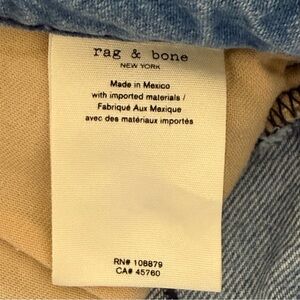 rag & bone
NEW YORK
Made in Mexico
with imported materials /
Fabriqué Aux Mexique
avec des matériaux importés
RN# 108879
CA# 45760